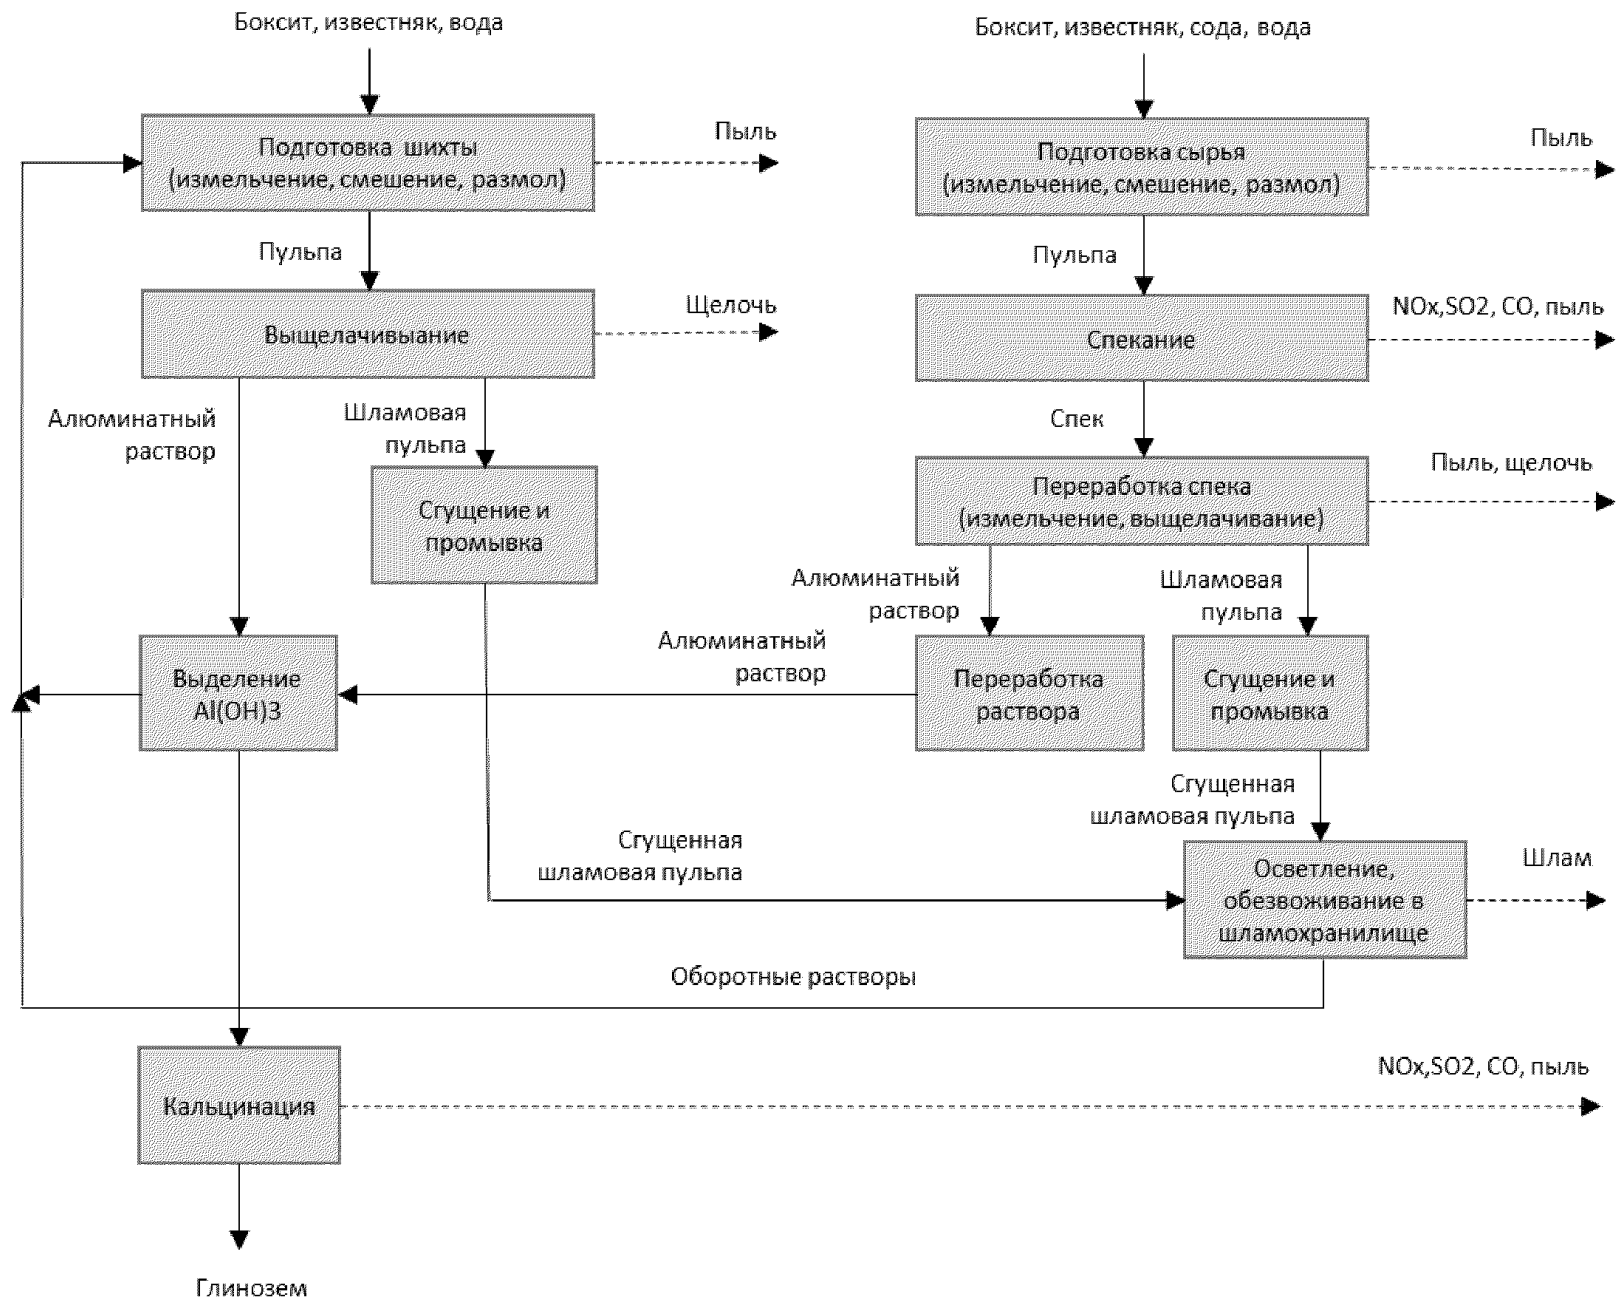 Боксит, известняк, вода
Боксит, известняк, сода, вода
Подготовка шихты
(измельчение, смешение, размол)
Пыль
Подготовка сырья
(измельчение, смешение, размол)
Пыль
Пульпа
Пульпа
Выщелачивыание
Щелочь
Спекание
NOx,SO2, CO, пыль
Алюминатный
раствор
Шламовая
пульпа
Спек
Сгущение и
промывка
Переработка спека
(измельчение, выщелачивание)
Пыль, щелочь
Алюминатный
раствор
Шламовая
пульпа
Алюминатный
раствор
Выделение
Al(OH)3
Переработка
раствора
Сгущение и
промывка
Сгущенная
шламовая пульпа
Сгущенная
шламовая пульпа
Осветление,
обезвоживание в
шламохранилище
Шлам
Оборотные растворы
Кальцинация
NOx,SO2, CO, пыль
Глинозем